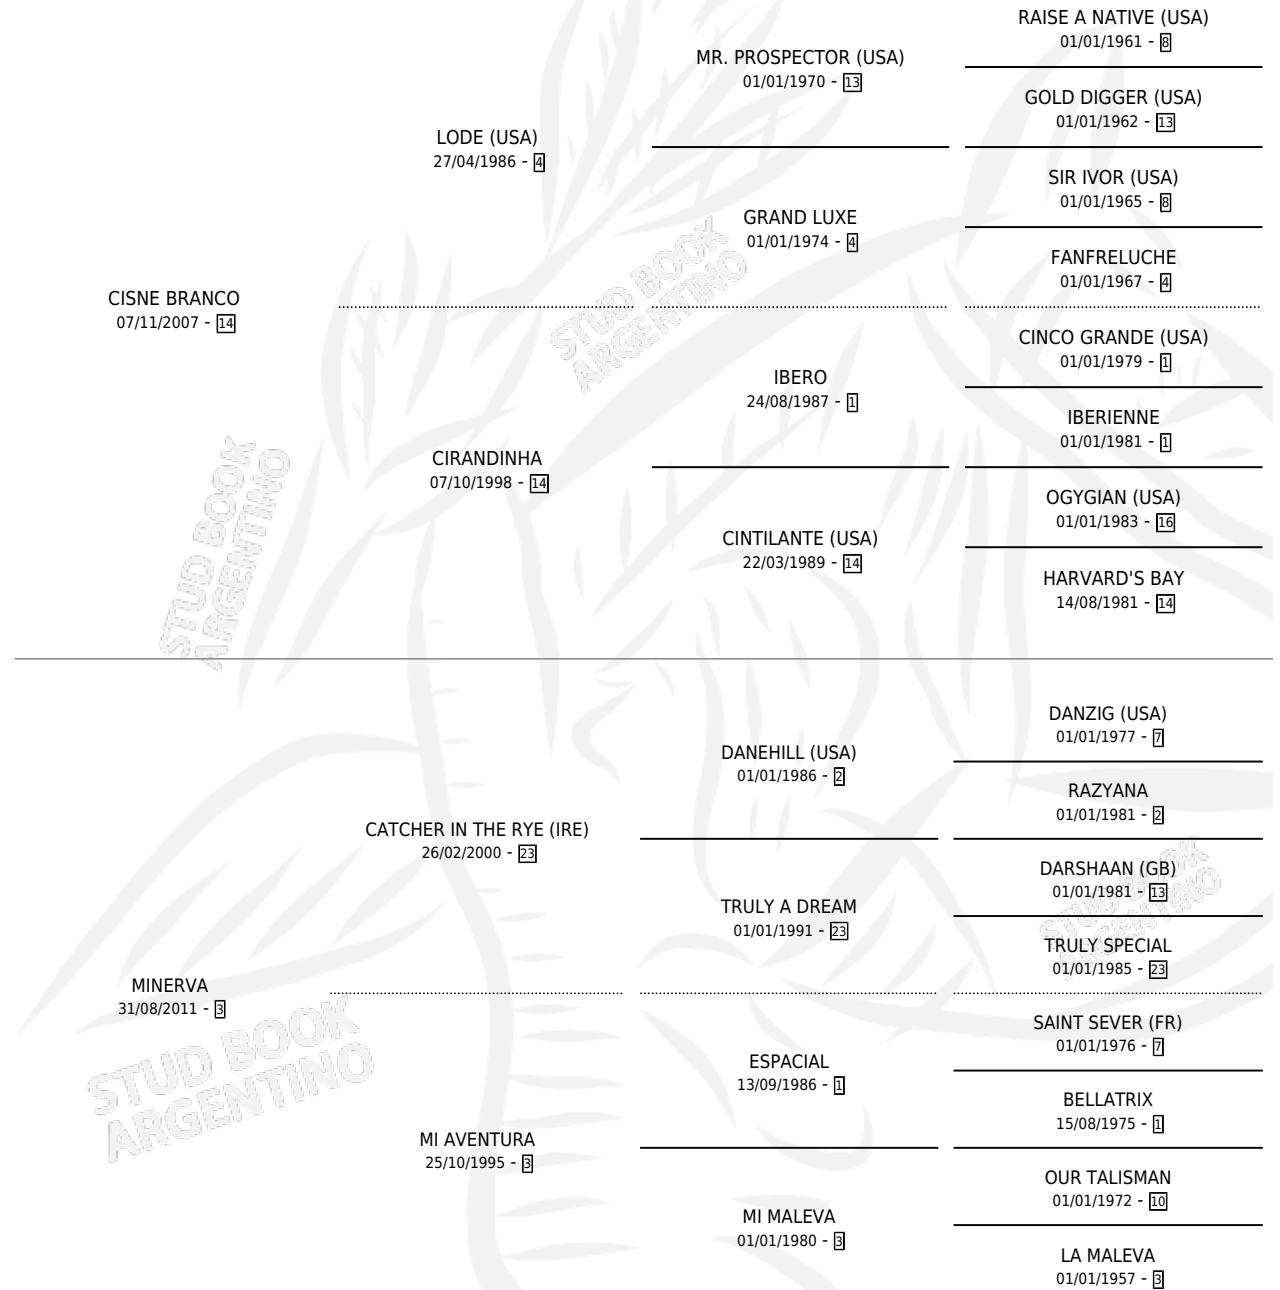 RAISE A NATIVE (USA)
01/01/1961 - 8
MR. PROSPECTOR (USA)
01/01/1970 - 13
GOLD DIGGER (USA)
01/01/1962 - 13
LODE (USA)
27/04/1986 - 4
SIR IVOR (USA)
01/01/1965 - 8
GRAND LUXE
01/01/1974 - 4
FANFRELUCHE
01/01/1967 - 4
STUD BOOK
ARGENTINO
CISNE BRANCO
07/11/2007 - 14
CINCO GRANDE (USA)
01/01/1979 - 1
IBERO
24/08/1987 - 1
IBERIENNE
01/01/1981 - 1
CIRANDINHA
07/10/1998 - 14
OGYGIAN (USA)
01/01/1983 - 16
CINTILANTE (USA)
22/03/1989 - 14
HARVARD'S BAY
14/08/1981 - 14
STUD BOOK
ARGENTINO
DANZIG (USA)
01/01/1977 - 7
DANEHILL (USA)
01/01/1986 - 2
RAZYANA
01/01/1981 - 2
CATCHER IN THE RYE (IRE)
26/02/2000 - 23
DARSHAAN (GB)
01/01/1981 - 13
TRULY A DREAM
01/01/1991 - 23
TRULY SPECIAL
01/01/1985 - 23
STUD BOOK
ARGENTINO
MINERVA
31/08/2011 - 3
SAINT SEVER (FR)
01/01/1976 - 7
ESPACIAL
13/09/1986 - 1
BELLATRIX
15/08/1975 - 1
STUD BOOK
ARGENTINO
MI AVENTURA
25/10/1995 - 3
OUR TALISMAN
01/01/1972 - 10
MI MALEVA
01/01/1980 - 3
LA MALEVA
01/01/1957 - 3